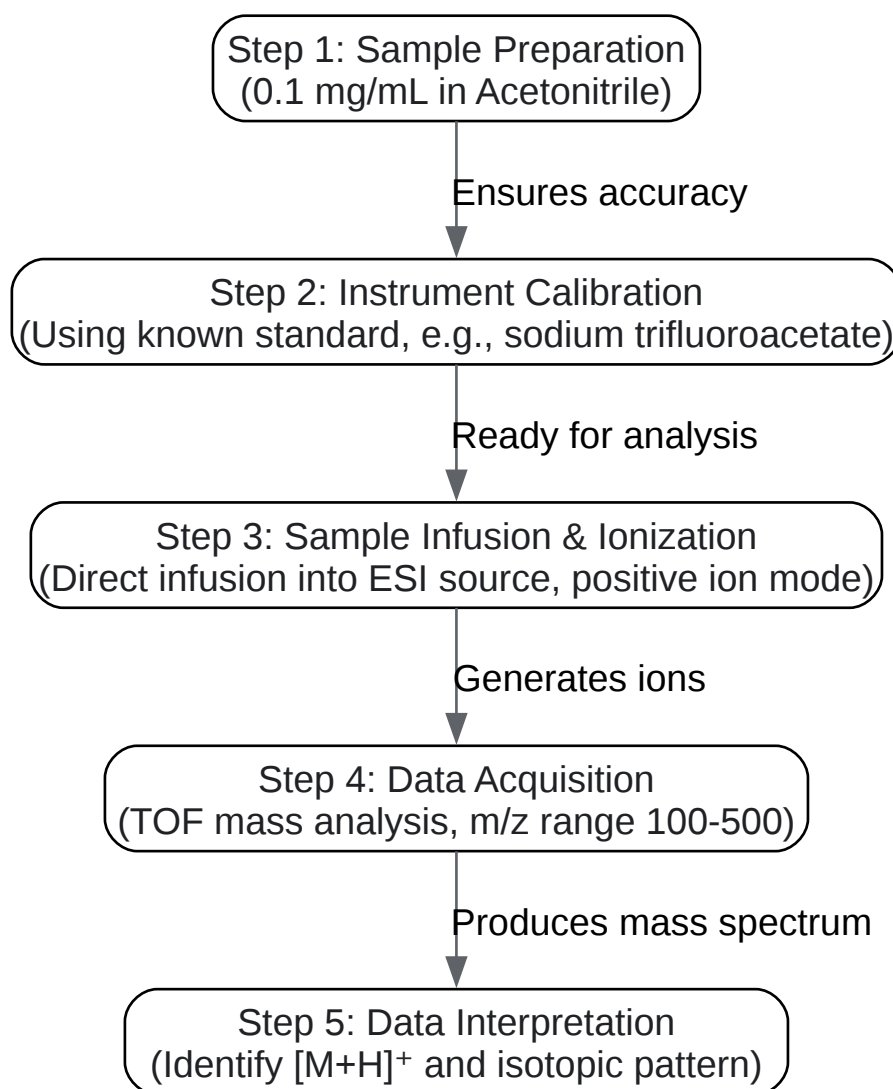 Step 1: Sample Preparation
(0.1 mg/mL in Acetonitrile)
Ensures accuracy
Step 2: Instrument Calibration
(Using known standard, e.g., sodium trifluoroacetate)
Ready for analysis
Step 3: Sample Infusion & Ionization
(Direct infusion into ESI source, positive ion mode)
Generates ions
Step 4: Data Acquisition
(TOF mass analysis, m/z range 100-500)
Produces mass spectrum
Step 5: Data Interpretation
(Identify [M+H]⁺ and isotopic pattern)